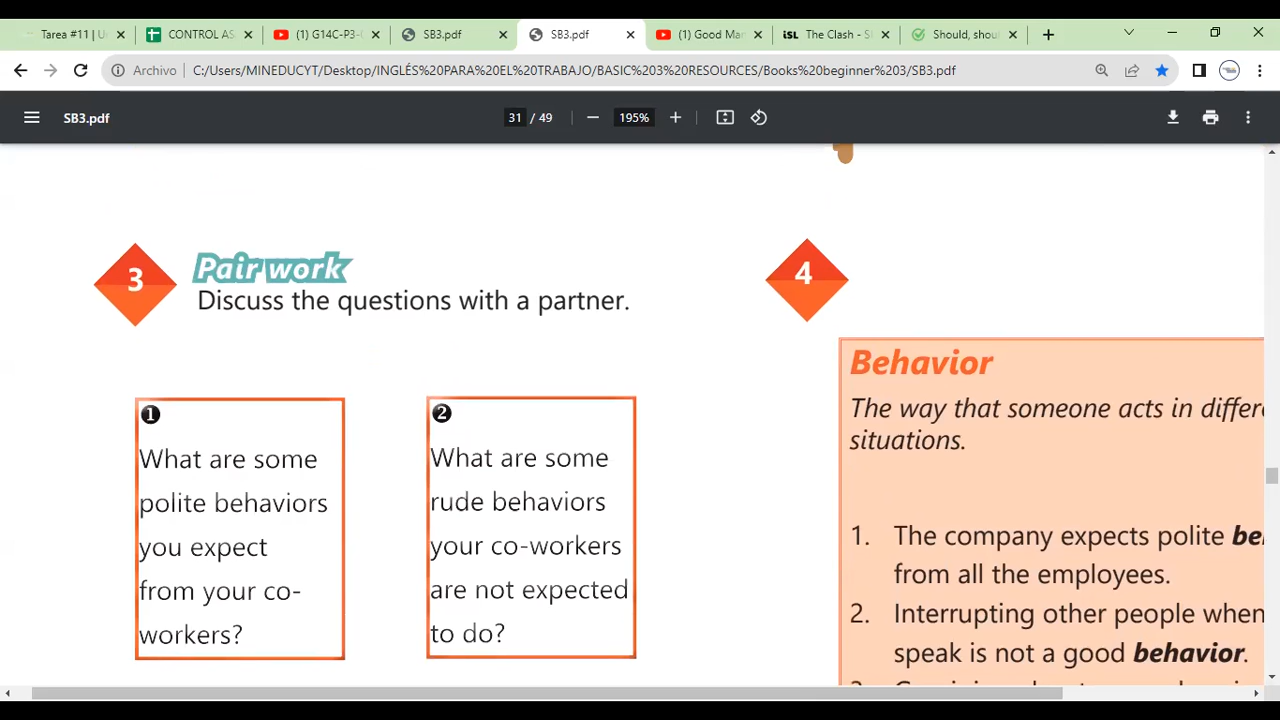 Tarea #11 | U
CONTROL AS
(1) G14C-P3-
SB3.pdf
SB3.pdf
(1) Good Mar
The Clash - S
Should, shou
Archivo
C:/Users/MINEDUCYT/Desktop/INGLÉS%20PARA%20EL%20TRABAJO/BASIC%203%20RESOURCES/Books%20beginner%203/SB3.pdf
SB3.pdf
31 / 49
195%
3
Pair work
Discuss the questions with a partner.
1
What are some
polite behaviors
you expect
from your co-
workers?
2
What are some
rude behaviors
your co-workers
are not expected
to do?
4
Behavior
The way that someone acts in differe
situations.
1. The company expects polite be
from all the employees.
2. Interrupting other people when
speak is not a good behavior.